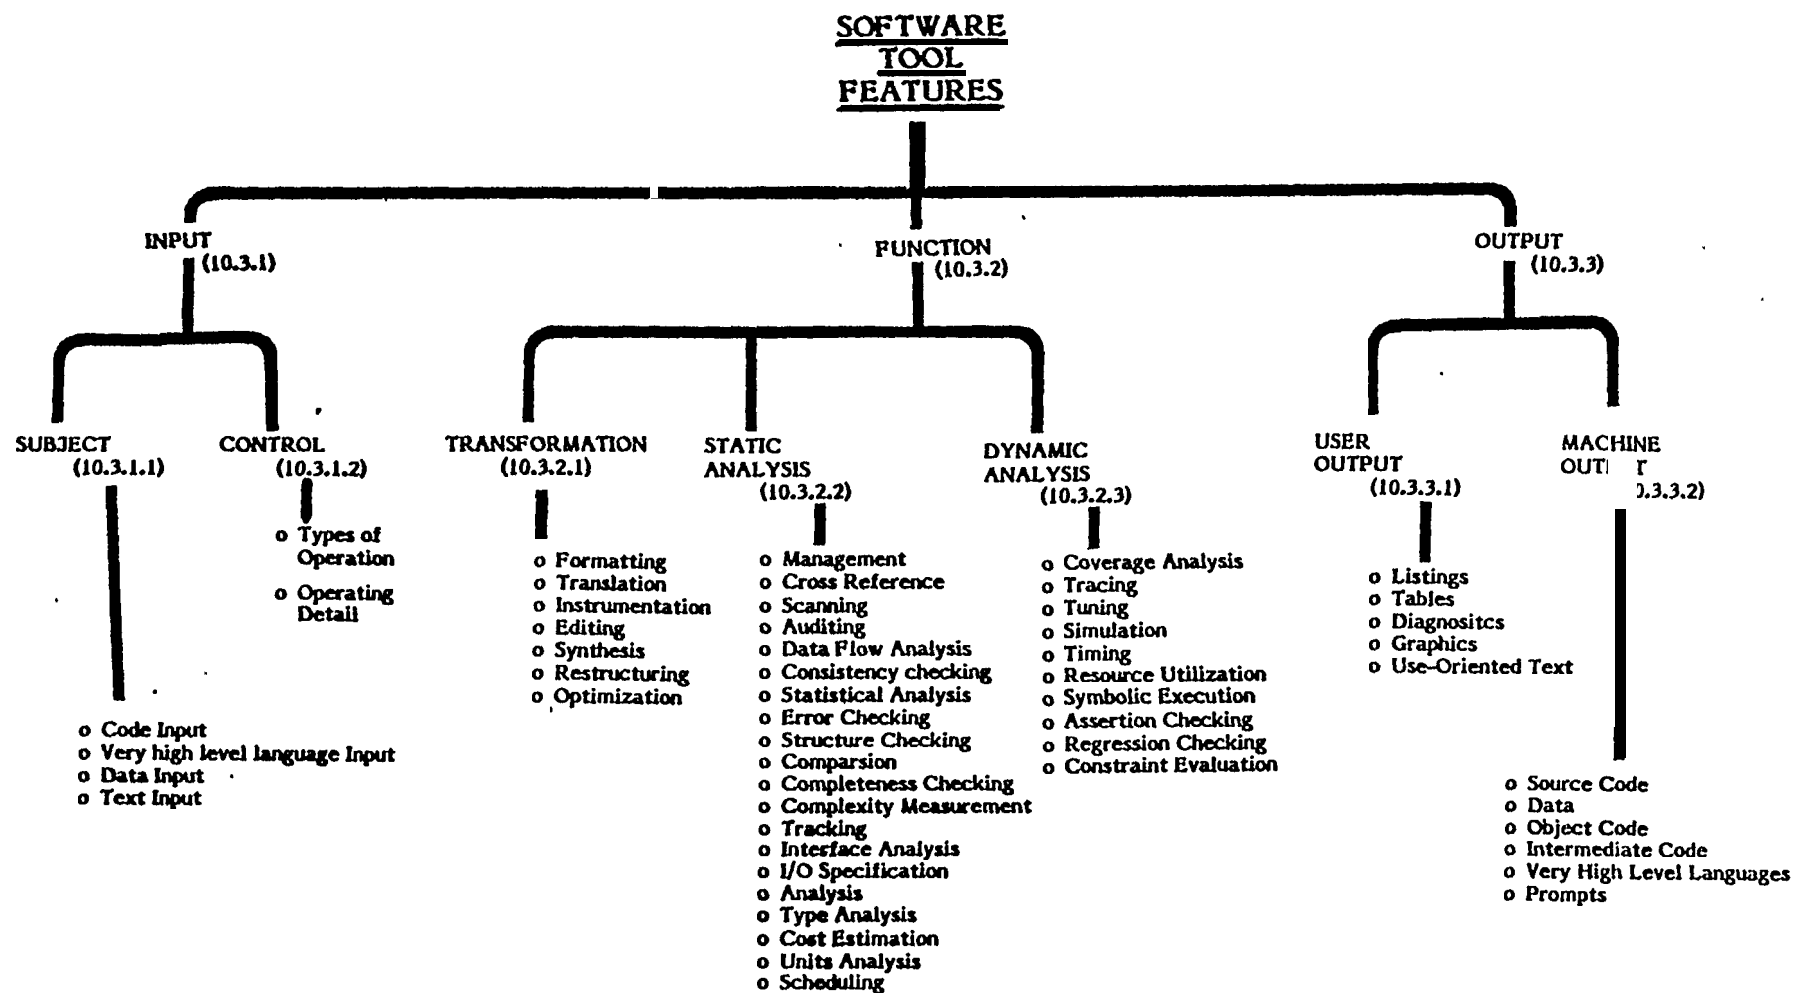 SOFTWARE
TOOL
FEATURES
INPUT
(10.3.1)
FUNCTION
(10.3.2)
OUTPUT
(10.3.3)
SUBJECT
(10.3.1.1)
o Code Input
o Very high level language Input
o Data Input
o Text Input
CONTROL
(10.3.1.2)
o Types of
Operation
o Operating
Detail
TRANSFORMATION
(10.3.2.1)
o Formatting
o Translation
o Instrumentation
o Editing
o Synthesis
o Restructuring
o Optimization
STATIC
ANALYSIS
(10.3.2.2)
o Management
o Cross Reference
o Scanning
o Auditing
o Data Flow Analysis
o Consistency checking
o Statistical Analysis
o Error Checking
o Structure Checking
o Comparsion
o Completeness Checking
o Complexity Measurement
o Tracking
o Interface Analysis
o I/O Specification
o Analysis
o Type Analysis
o Cost Estimation
o Units Analysis
o Scheduling
DYNAMIC
ANALYSIS
(10.3.2.3)
o Coverage Analysis
o Tracing
o Tuning
o Simulation
o Timing
o Resource Utilization
o Symbolic Execution
o Assertion Checking
o Regression Checking
o Constraint Evaluation
USER
OUTPUT
(10.3.3.1)
o Listings
o Tables
o Diagnositcs
o Graphics
o Use-Oriented Text
MACHINE
.3.3.2)
o Source Code
o Data
o Object Code
o Intermediate Code
o Very High Level Languages
o Prompts